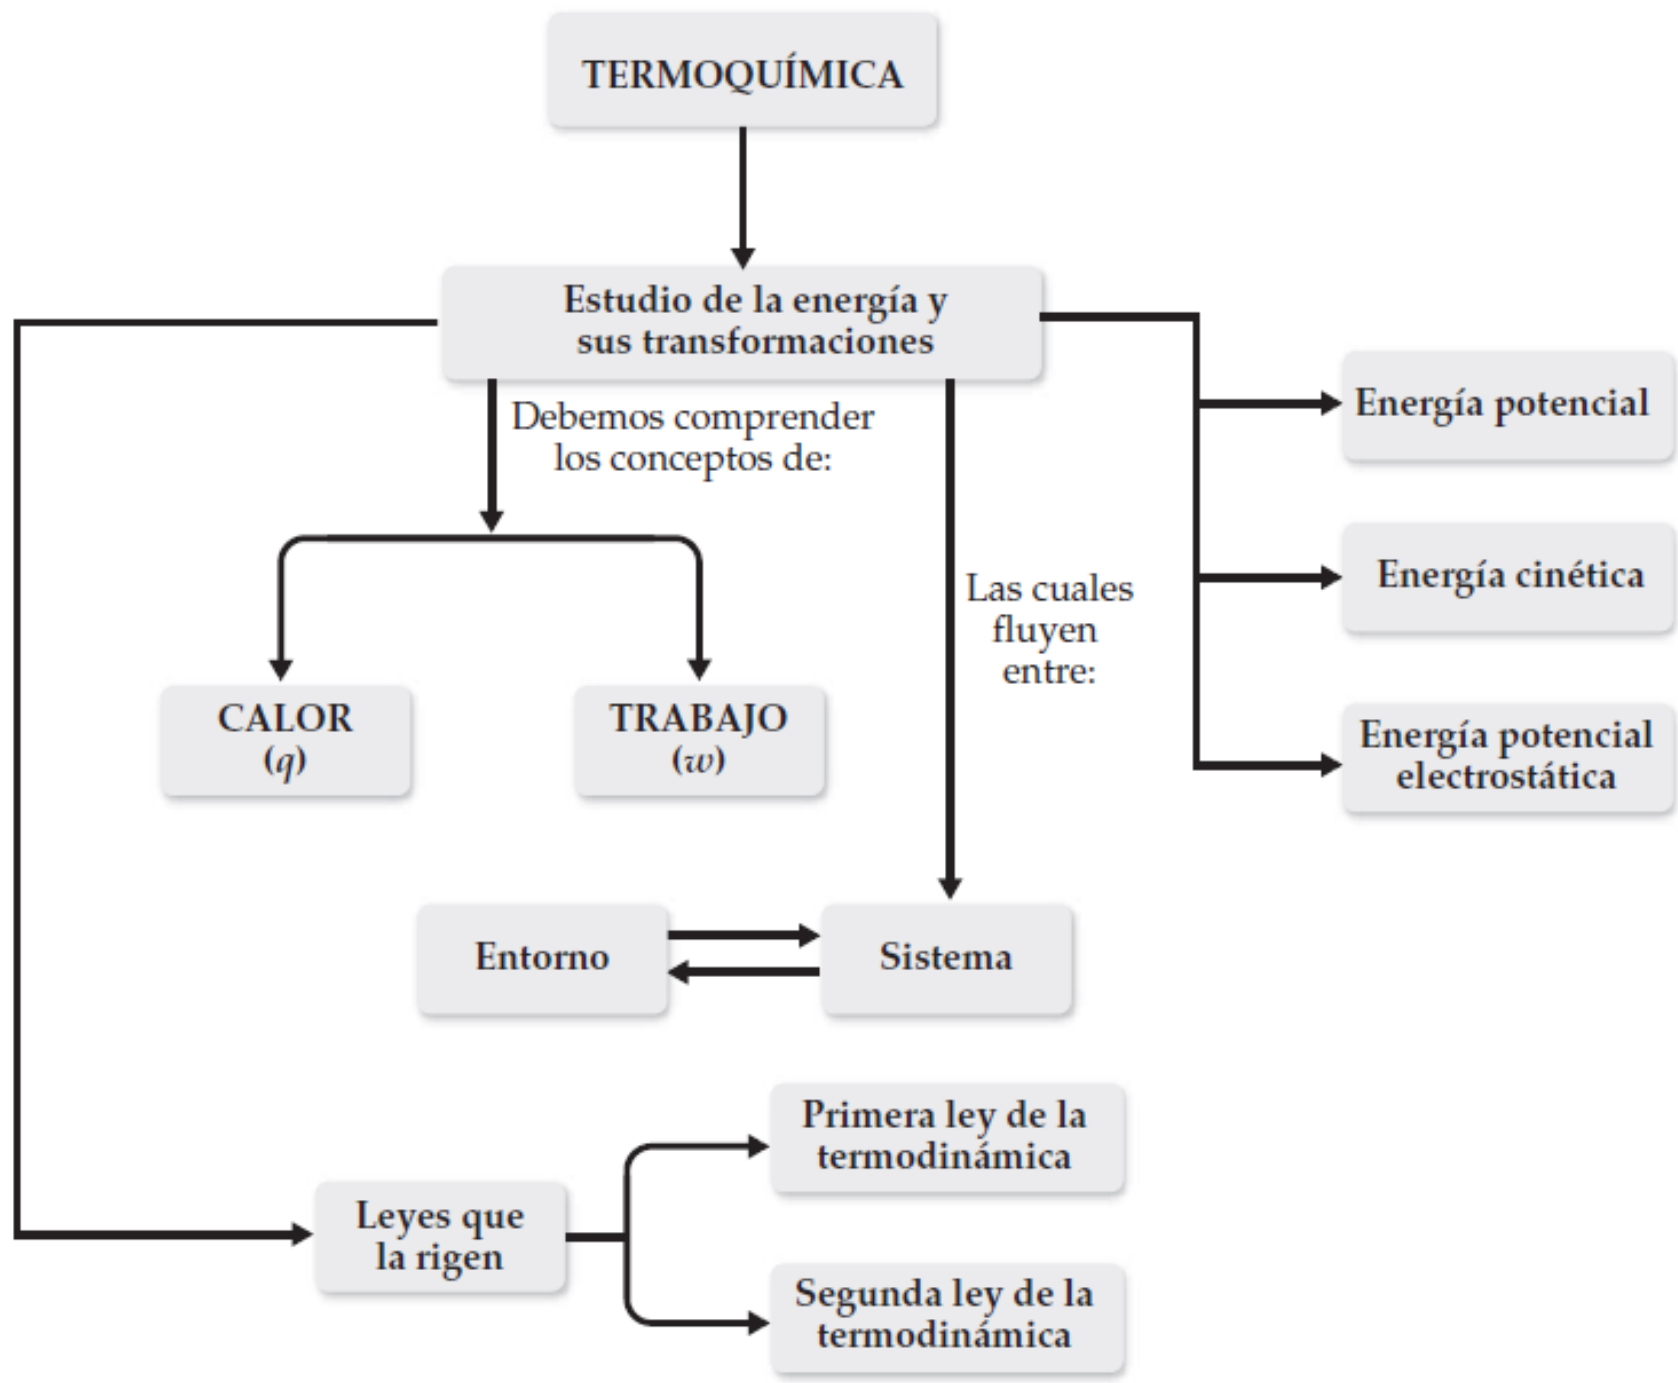 TERMOQUÍMICA
Estudio de la energía y
sus transformaciones
Debemos comprender
los conceptos de:
CALOR
(q)
TRABAJO
(w)
Las cuales
fluyen
entre:
Energía potencial
Energía cinética
Energía potencial
electrostática
Entorno
Sistema
Leyes que
la rigen
Primera ley de la
termodinámica
Segunda ley de la
termodinámica